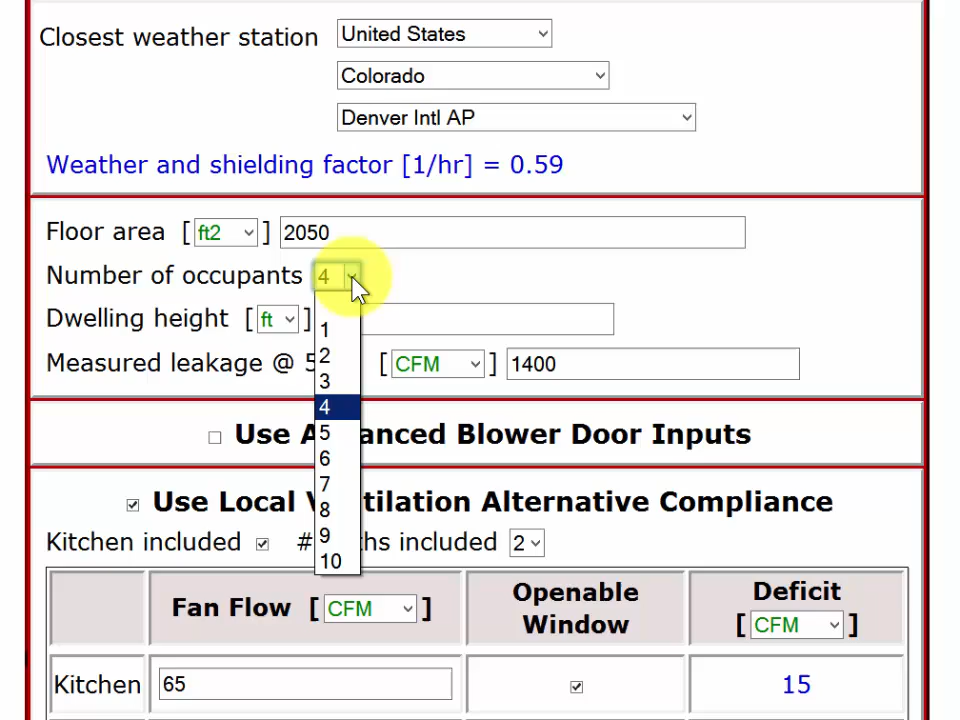 Closest weather station United States
Colorado
Denver Intl AP
Weather and shielding factor [1/hr] = 0.59
Floor area [ ft2 ] 2050
Number of occupants 4
Dwelling height [ ft ]
1
Measured leakage @ 5 [ CFM ] 1400
2
3
4
Use A anced Blower Door Inputs
5
6
7
Use Local V tilation Alternative Compliance
8
Kitchen included # ths included 2
9
10
Fan Flow [ CFM ]
Openable
Window
Deficit
[ CFM ]
Kitchen 65 15